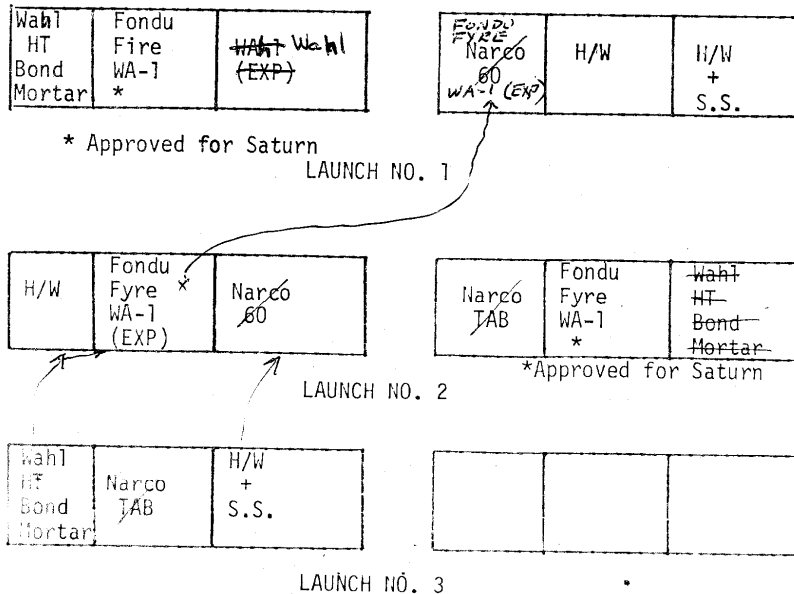 Wahl
HT
Bond
Mortar
Fondu
Fire
WA-1
*
Wahl
(EXP)
FONDU
FYRE
Narco
60
WA-1 (EXP)
H/W
H/W
+
S.S.
* Approved for Saturn
LAUNCH NO. 1
H/W
Fondu
Fyre *
WA-1
(EXP)
Narco
60
Narco
TAB
Fondu
Fyre
WA-1
*
Wahl
HT
Bond
Mortar
*Approved for Saturn
LAUNCH NO. 2
Wahl
HT
Bond
Mortar
Narco
TAB
H/W
+
S.S.
LAUNCH NO. 3